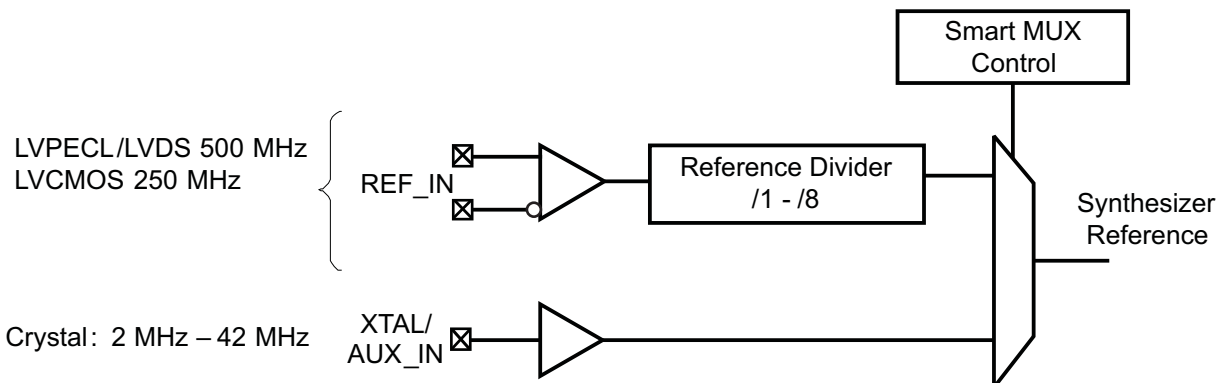 Smart MUX
Control
LVPECL/LVDS 500 MHz
LVCMOS 250 MHz
REF_IN
Reference Divider
/1 - /8
Synthesizer
Reference
Crystal: 2 MHz – 42 MHz
XTAL/
AUX_IN